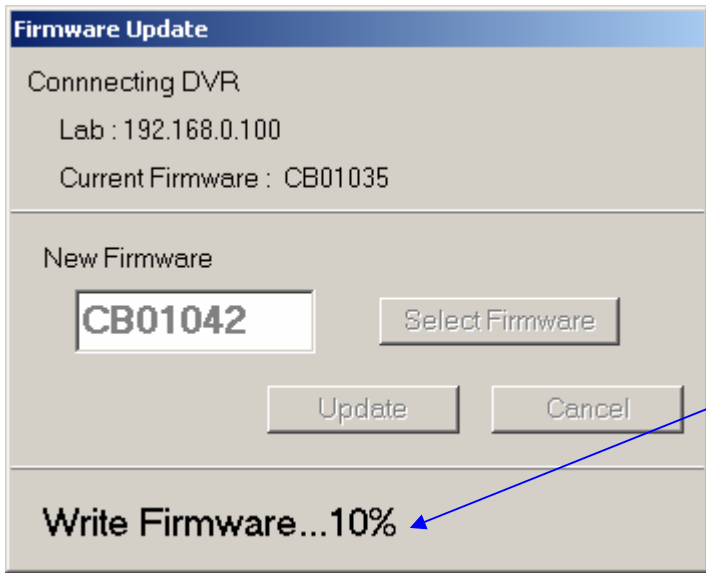 Firmware Update
Connnecting DVR
Lab : 192.168.0.100
Current Firmware : CB01035
New Firmware
CB01042 Select Firmware
Update Cancel
Write Firmware...10%